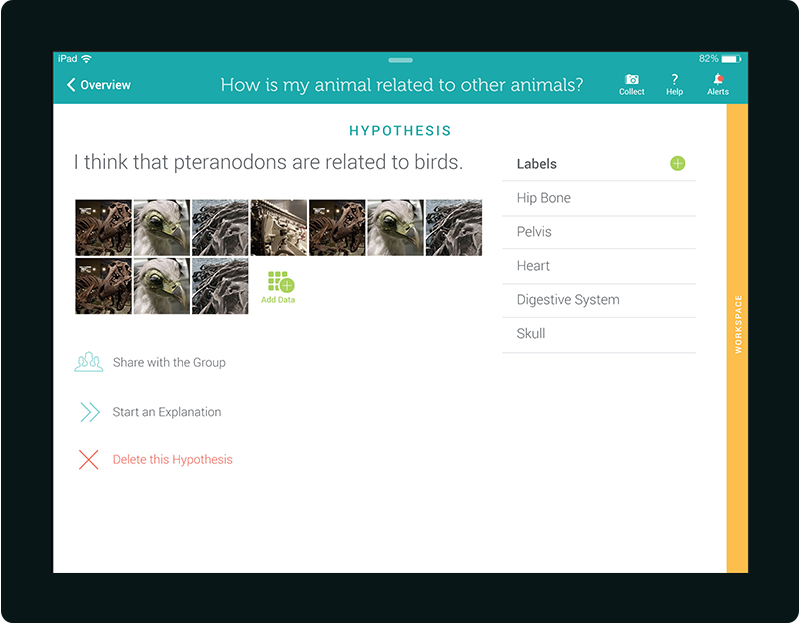 iPad
82%
Overview
How is my animal related to other animals?
Collect
Help
Alerts
HYPOTHESIS
I think that pteranodons are related to birds.
Add Data
Share with the Group
Start an Explanation
Delete this Hypothesis
Labels
Hip Bone
Pelvis
Heart
Digestive System
Skull
WORKSPACE